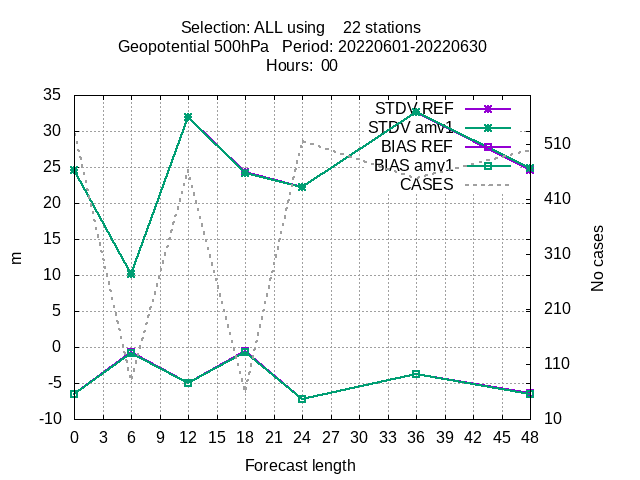 Selection: ALL using    22 stations
Geopotential 500hPa   Period: 20220601-20220630
Hours:  00
35
30
25
20
15
10
5
0
-5
-10
m
STDV REF
STDV amv1
BIAS REF
BIAS amv1
CASES
510
410
310
210
110
10
No cases
0 3 6 9 12 15 18 21 24 27 30 33 36 39 42 45 48
Forecast length